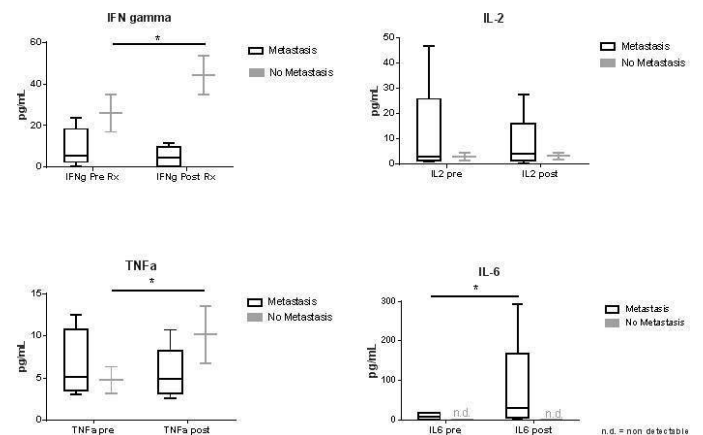 IFN gamma
60
40
20
0
pg/mL
*
Metastasis
No Metastasis
IFNg Pre Rx
IFNg Post Rx
IL-2
50
40
30
20
10
0
pg/mL
Metastasis
No Metastasis
IL2 pre
IL2 post
TNFa
15
10
5
0
pg/mL
*
Metastasis
No Metastasis
TNFa pre
TNFa post
IL-6
300
200
100
0
pg/mL
*
n.d.
n.d.
Metastasis
No Metastasis
IL6 pre
IL6 post
n.d. = non detectable